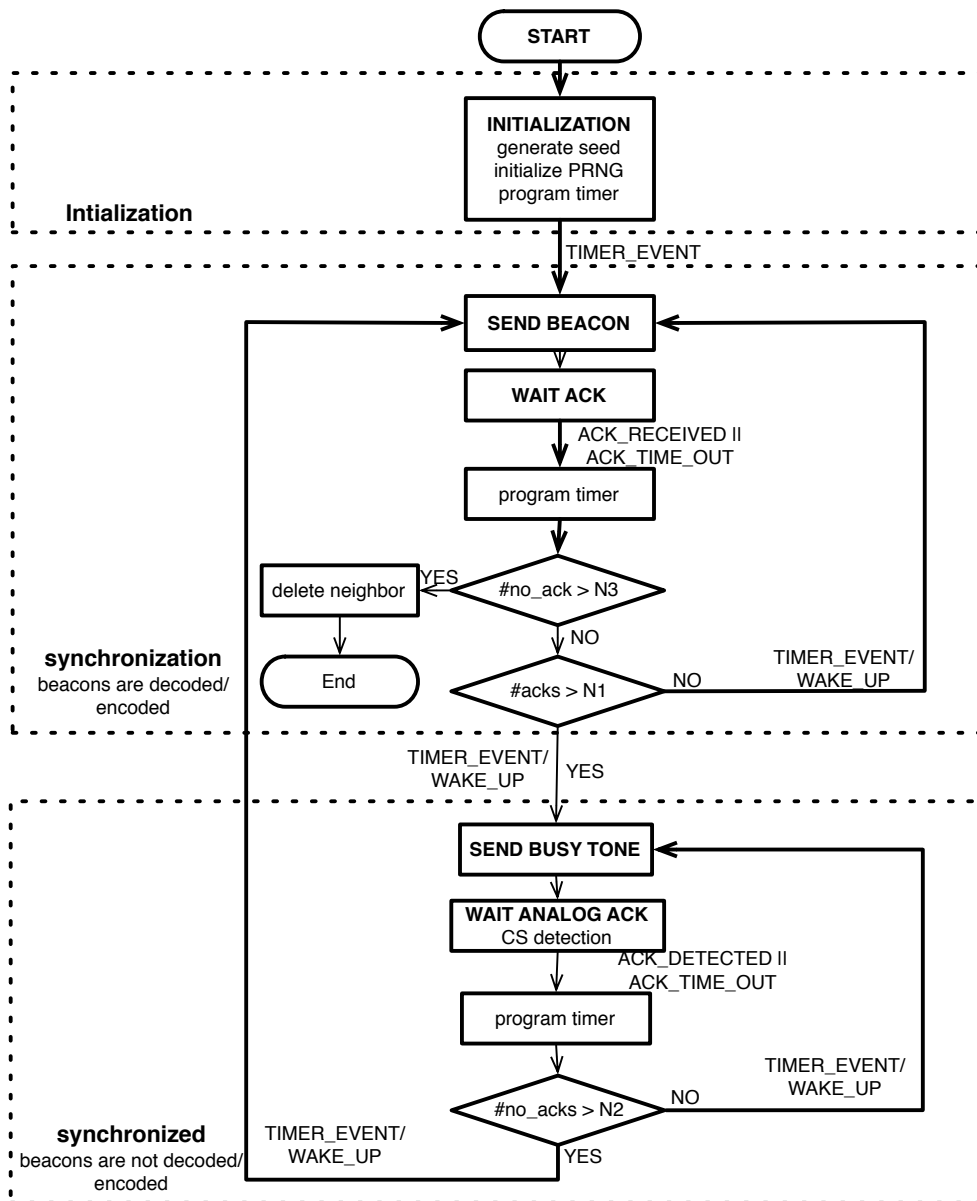 START
INITIALIZATION
generate seed
initialize PRNG
program timer
Intialization
TIMER_EVENT
SEND BEACON
WAIT ACK
ACK_RECEIVED II
ACK_TIME_OUT
program timer
#no_ack > N3
YES
delete neighbor
End
NO
synchronization
beacons are decoded/
encoded
#acks > N1
NO
TIMER_EVENT/
WAKE_UP
TIMER_EVENT/
WAKE_UP
YES
SEND BUSY TONE
WAIT ANALOG ACK
CS detection
ACK_DETECTED II
ACK_TIME_OUT
program timer
#no_acks > N2
NO
TIMER_EVENT/
WAKE_UP
YES
TIMER_EVENT/
WAKE_UP
synchronized
beacons are not decoded/
encoded